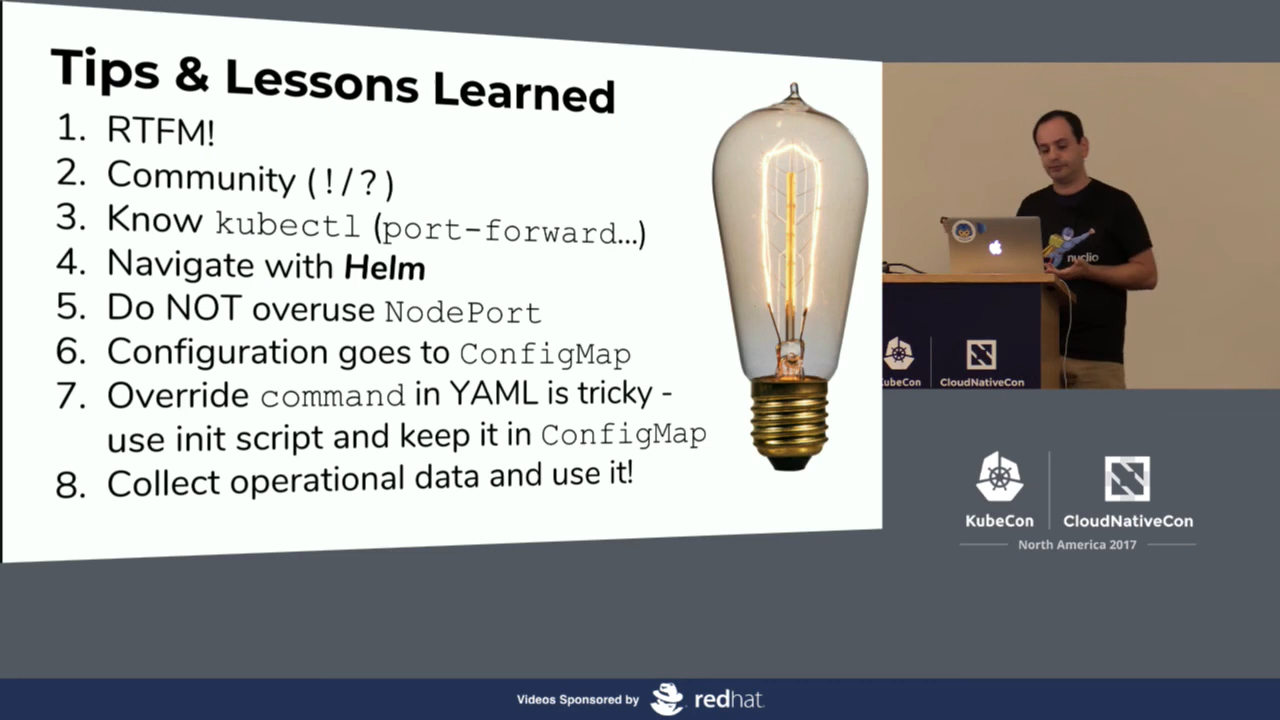 Tips & Lessons Learned
1. RTFM!
2. Community (!/?)
3. Know kubectl (port-forward...)
4. Navigate with Helm
5. Do NOT overuse NodePort
6. Configuration goes to ConfigMap
7. Override command in YAML is tricky -
use init script and keep it in ConfigMap
8. Collect operational data and use it!
nuclio
KubeCon
CloudNativeCon
KubeCon
CloudNativeCon
North America 2017
Videos Sponsored by
redhat